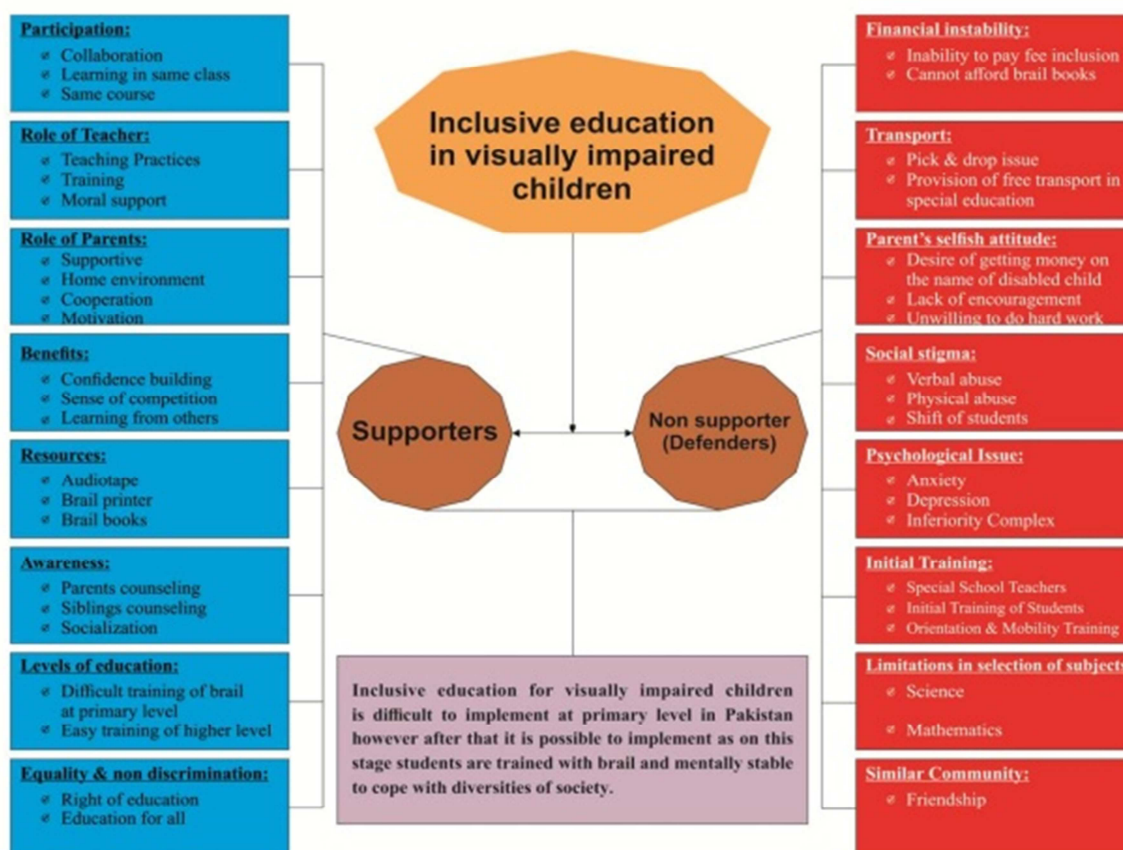 Participation:
Collaboration
Learning in same class
Same course
Role of Teacher:
Teaching Practices
Training
Moral support
Role of Parents:
Supportive
Home environment
Cooperation
Motivation
Benefits:
Confidence building
Sense of competition
Learning from others
Resources:
Audiotape
Brail printer
Brail books
Awareness:
Parents counseling
Siblings counseling
Socialization
Levels of education:
Difficult training of brail
at primary level
Easy training of higher level
Equality & non discrimination:
Right of education
Education for all
Inclusive education
in visually impaired
children
Supporters
Non supporter
(Defenders)
Inclusive education for visually impaired children
is difficult to implement at primary level in Pakistan
however after that it is possible to implement as on this
stage students are trained with brail and mentally stable
to cope with diversities of society.
Financial instability:
Inability to pay fee inclusion
Cannot afford brail books
Transport:
Pick & drop issue
Provision of free transport in
special education
Parent's selfish attitude:
Desire of getting money on
the name of disabled child
Lack of encouragement
Unwilling to do hard work
Social stigma:
Verbal abuse
Physical abuse
Shift of students
Psychological Issue:
Anxiety
Depression
Inferiority Complex
Initial Training:
Special School Teachers
Initial Training of Students
Orientation & Mobility Training
Limitations in selection of subjects:
Science
Mathematics
Similar Community:
Friendship